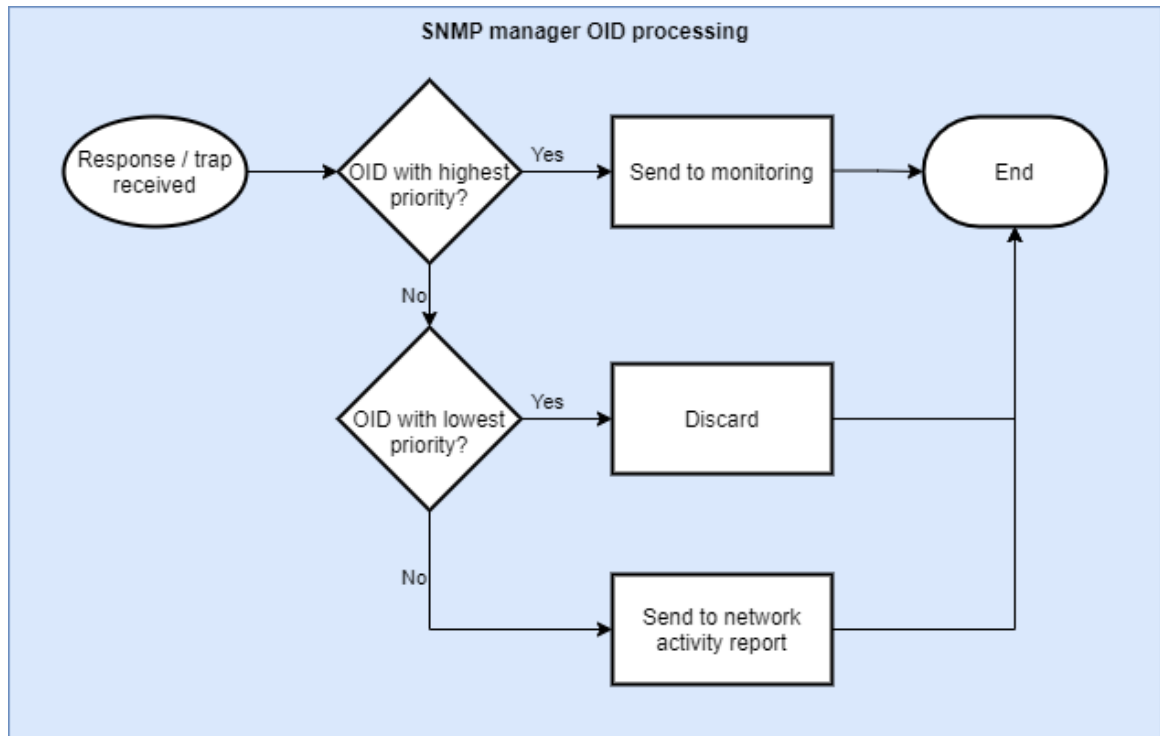 SNMP manager OID processing
Response / trap
received
OID with highest
priority?
Yes
Send to monitoring
End
No
OID with lowest
priority?
Yes
Discard
No
Send to network
activity report